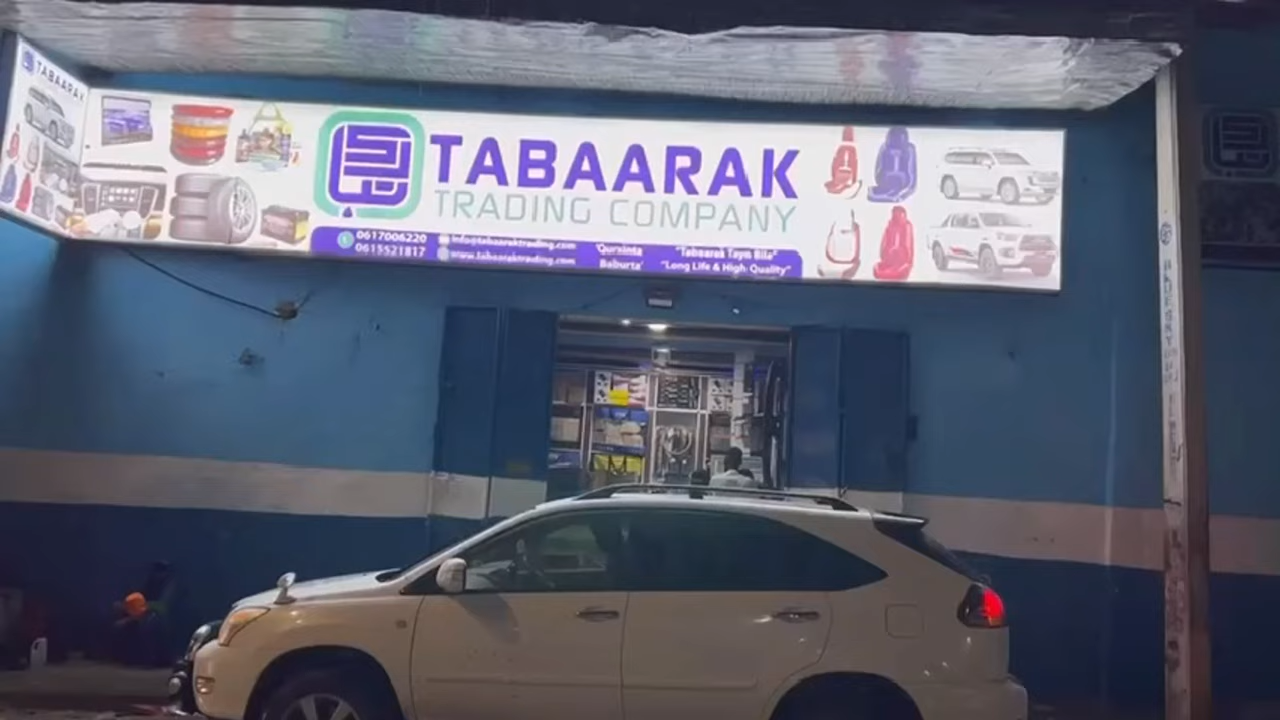 TABAARAK
TABAARAK
TRADING COMPANY
0617006220
0615521817
info@tabaaraktrading.com
www.tabaaraktrading.com
'Qurxinta
Baburta'
"Tabaarak Tayo Bila"
"Long Life & High Quality"